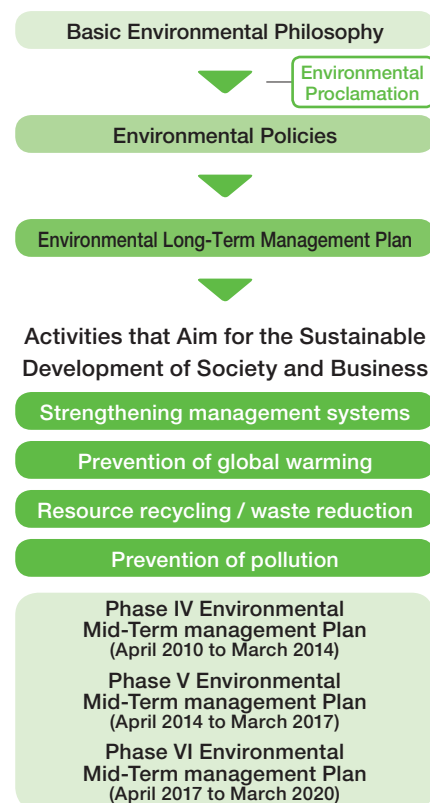 Basic Environmental Philosophy
Environmental
Proclamation
Environmental Policies
Environmental Long-Term Management Plan
Activities that Aim for the Sustainable
Development of Society and Business
Strengthening management systems
Prevention of global warming
Resource recycling / waste reduction
Prevention of pollution
Phase IV Environmental
Mid-Term management Plan
(April 2010 to March 2014)
Phase V Environmental
Mid-Term management Plan
(April 2014 to March 2017)
Phase VI Environmental
Mid-Term management Plan
(April 2017 to March 2020)